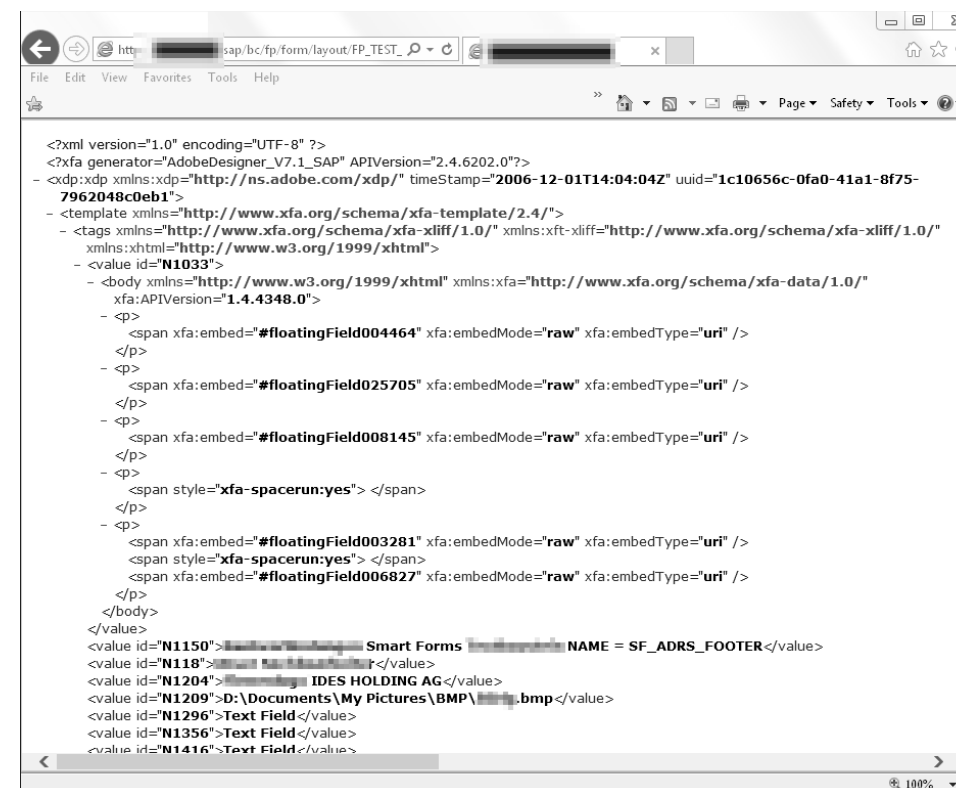 http sap/bc/fp/form/layout/FP_TEST_
File Edit View Favorites Tools Help
» Page ▾ Safety ▾ Tools ▾
<?xml version="1.0" encoding="UTF-8" ?>
<?xfa generator="AdobeDesigner_V7.1_SAP" APIVersion="2.4.6202.0"?>
- <xdp:xdp xmlns:xdp="http://ns.adobe.com/xdp/" timeStamp="2006-12-01T14:04:04Z" uuid="1c10656c-0fa0-41a1-8f75-
7962048c0eb1">
- <template xmlns="http://www.xfa.org/schema/xfa-template/2.4/">
- <tags xmlns="http://www.xfa.org/schema/xfa-xliff/1.0/" xmlns:xft-xliff="http://www.xfa.org/schema/xfa-xliff/1.0/"
xmlns:xhtml="http://www.w3.org/1999/xhtml">
- <value id="N1033">
- <body xmlns="http://www.w3.org/1999/xhtml" xmlns:xfa="http://www.xfa.org/schema/xfa-data/1.0/"
xfa:APIVersion="1.4.4348.0">
- <p>
<span xfa:embed="#floatingField004464" xfa:embedMode="raw" xfa:embedType="uri" />
</p>
- <p>
<span xfa:embed="#floatingField025705" xfa:embedMode="raw" xfa:embedType="uri" />
</p>
- <p>
<span xfa:embed="#floatingField008145" xfa:embedMode="raw" xfa:embedType="uri" />
</p>
- <p>
<span style="xfa-spacerun:yes"> </span>
</p>
- <p>
<span xfa:embed="#floatingField003281" xfa:embedMode="raw" xfa:embedType="uri" />
<span style="xfa-spacerun:yes"> </span>
<span xfa:embed="#floatingField006827" xfa:embedMode="raw" xfa:embedType="uri" />
</p>
</body>
</value>
<value id="N1150"> Smart Forms NAME = SF_ADRS_FOOTER</value>
<value id="N118"></value>
<value id="N1204"> IDES HOLDING AG</value>
<value id="N1209">D:\Documents\My Pictures\BMP\ .bmp</value>
<value id="N1296">Text Field</value>
<value id="N1356">Text Field</value>
<value id="N1416">Text Field</value>
100%